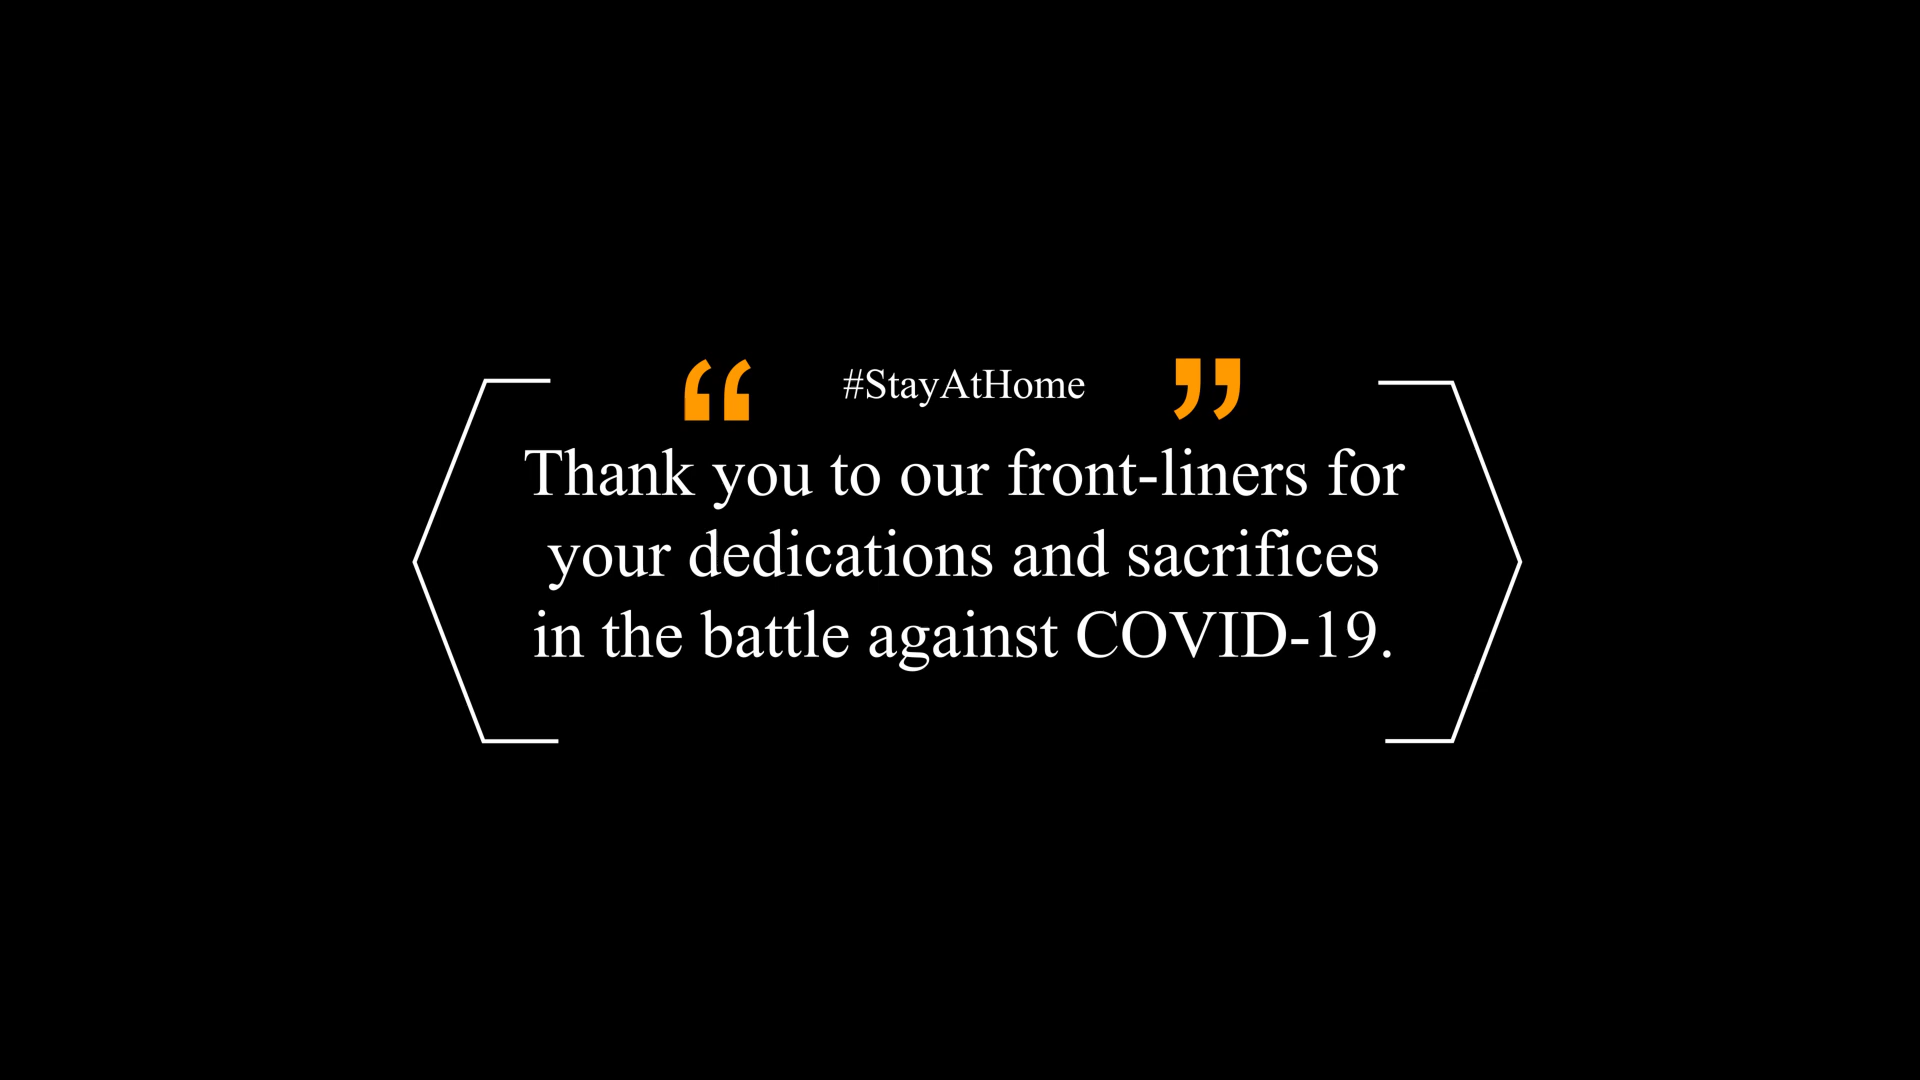 “ #StayAtHome ”
Thank you to our front-liners for
your dedications and sacrifices
in the battle against COVID-19.